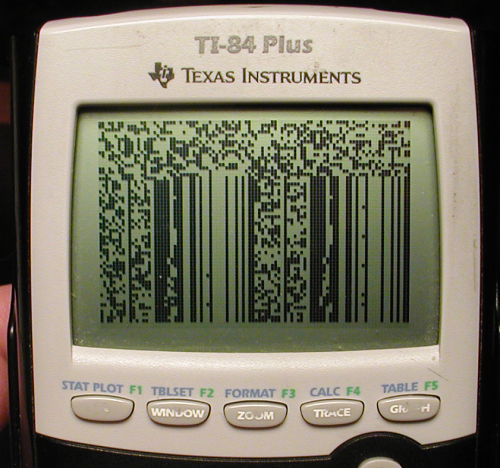 TI-84 Plus
TEXAS INSTRUMENTS
STAT PLOT F1 TBLSET F2 FORMAT F3 CALC F4 TABLE F5
WINDOW ZOOM TRACE GRAPH